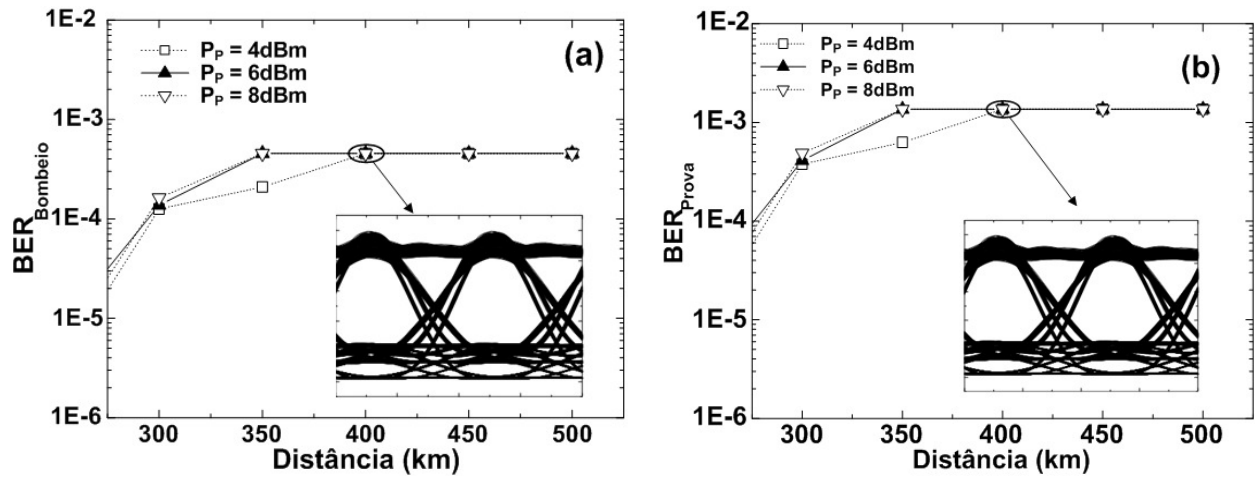 1E-2
1E-3
1E-4
1E-5
1E-6
BER_Bombeio
P_P = 4dBm
P_P = 6dBm
P_P = 8dBm
(a)
300 350 400 450 500
Distância (km)
1E-2
1E-3
1E-4
1E-5
1E-6
BER_Prova
P_P = 4dBm
P_P = 6dBm
P_P = 8dBm
(b)
300 350 400 450 500
Distância (km)